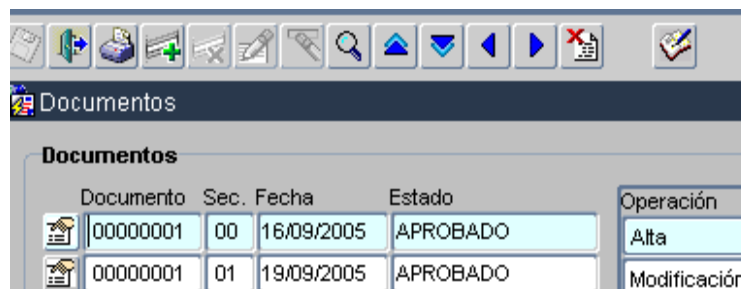 Documentos
Documentos
Documento Sec. Fecha Estado Operación
00000001 00 16/09/2005 APROBADO Alta
00000001 01 19/09/2005 APROBADO Modificación